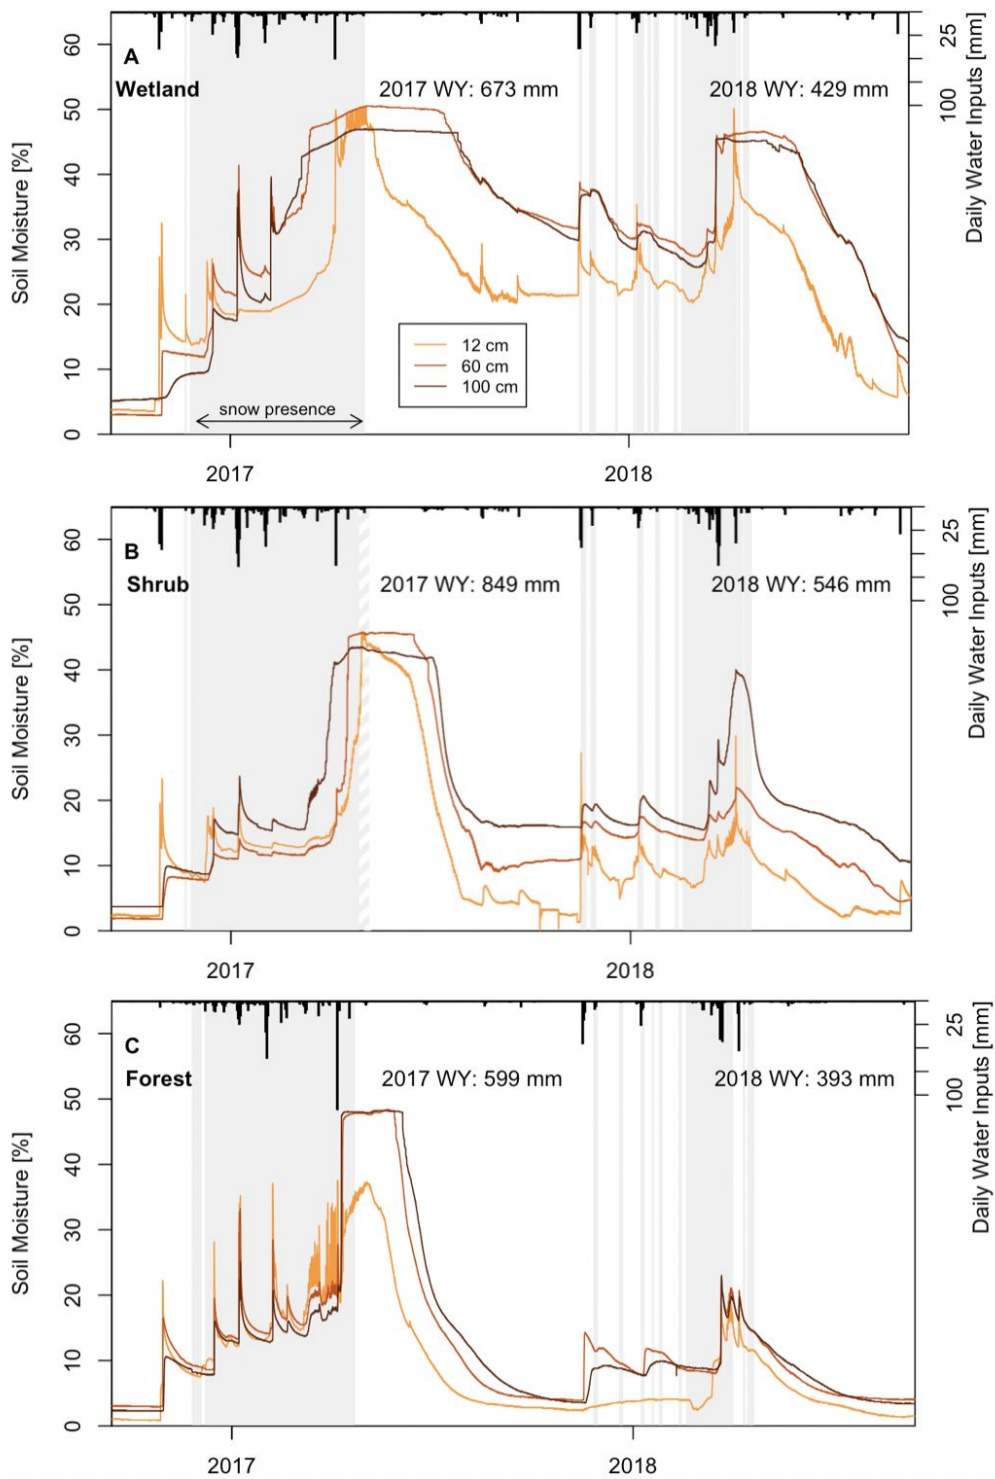 A
Wetland
2017 WY: 673 mm
2018 WY: 429 mm
Soil Moisture [%]
60
50
40
30
20
10
0
25
100
Daily Water Inputs [mm]
12 cm
60 cm
100 cm
snow presence
2017
2018
B
Shrub
2017 WY: 849 mm
2018 WY: 546 mm
Soil Moisture [%]
60
50
40
30
20
10
0
25
100
Daily Water Inputs [mm]
2017
2018
C
Forest
2017 WY: 599 mm
2018 WY: 393 mm
Soil Moisture [%]
60
50
40
30
20
10
0
25
100
Daily Water Inputs [mm]
2017
2018